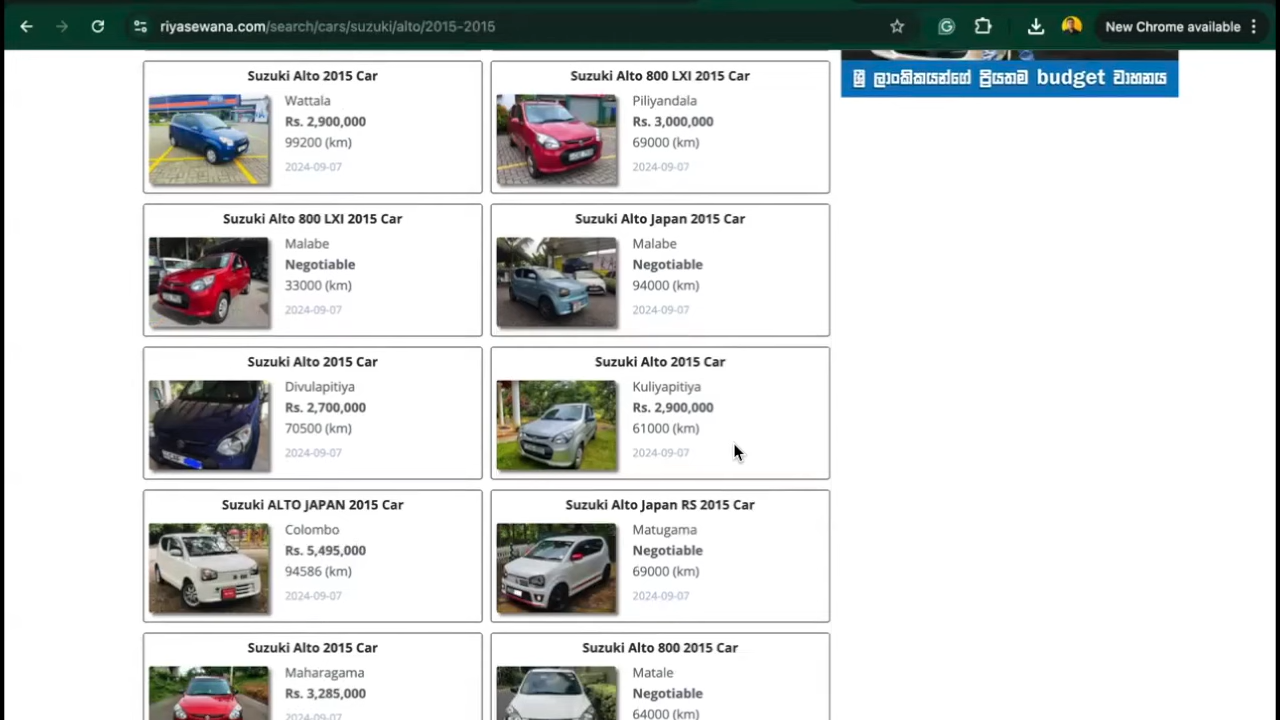 riyasewana.com/search/cars/suzuki/alto/2015-2015
New Chrome available
ශ්‍රී ලාංකිකයන්ගේ ප්‍රියතම budget වාහනය
Suzuki Alto 2015 Car
Wattala
Rs. 2,900,000
99200 (km)
2024-09-07
Suzuki Alto 800 LXI 2015 Car
Piliyandala
Rs. 3,000,000
69000 (km)
2024-09-07
Suzuki Alto 800 LXI 2015 Car
Malabe
Negotiable
33000 (km)
2024-09-07
Suzuki Alto Japan 2015 Car
Malabe
Negotiable
94000 (km)
2024-09-07
Suzuki Alto 2015 Car
Divulapitiya
Rs. 2,700,000
70500 (km)
2024-09-07
Suzuki Alto 2015 Car
Kuliyapitiya
Rs. 2,900,000
61000 (km)
2024-09-07
Suzuki ALTO JAPAN 2015 Car
Colombo
Rs. 5,495,000
94586 (km)
2024-09-07
Suzuki Alto Japan RS 2015 Car
Matugama
Negotiable
69000 (km)
2024-09-07
Suzuki Alto 2015 Car
Maharagama
Rs. 3,285,000
2024-09-07
Suzuki Alto 800 2015 Car
Matale
Negotiable
64000 (km)